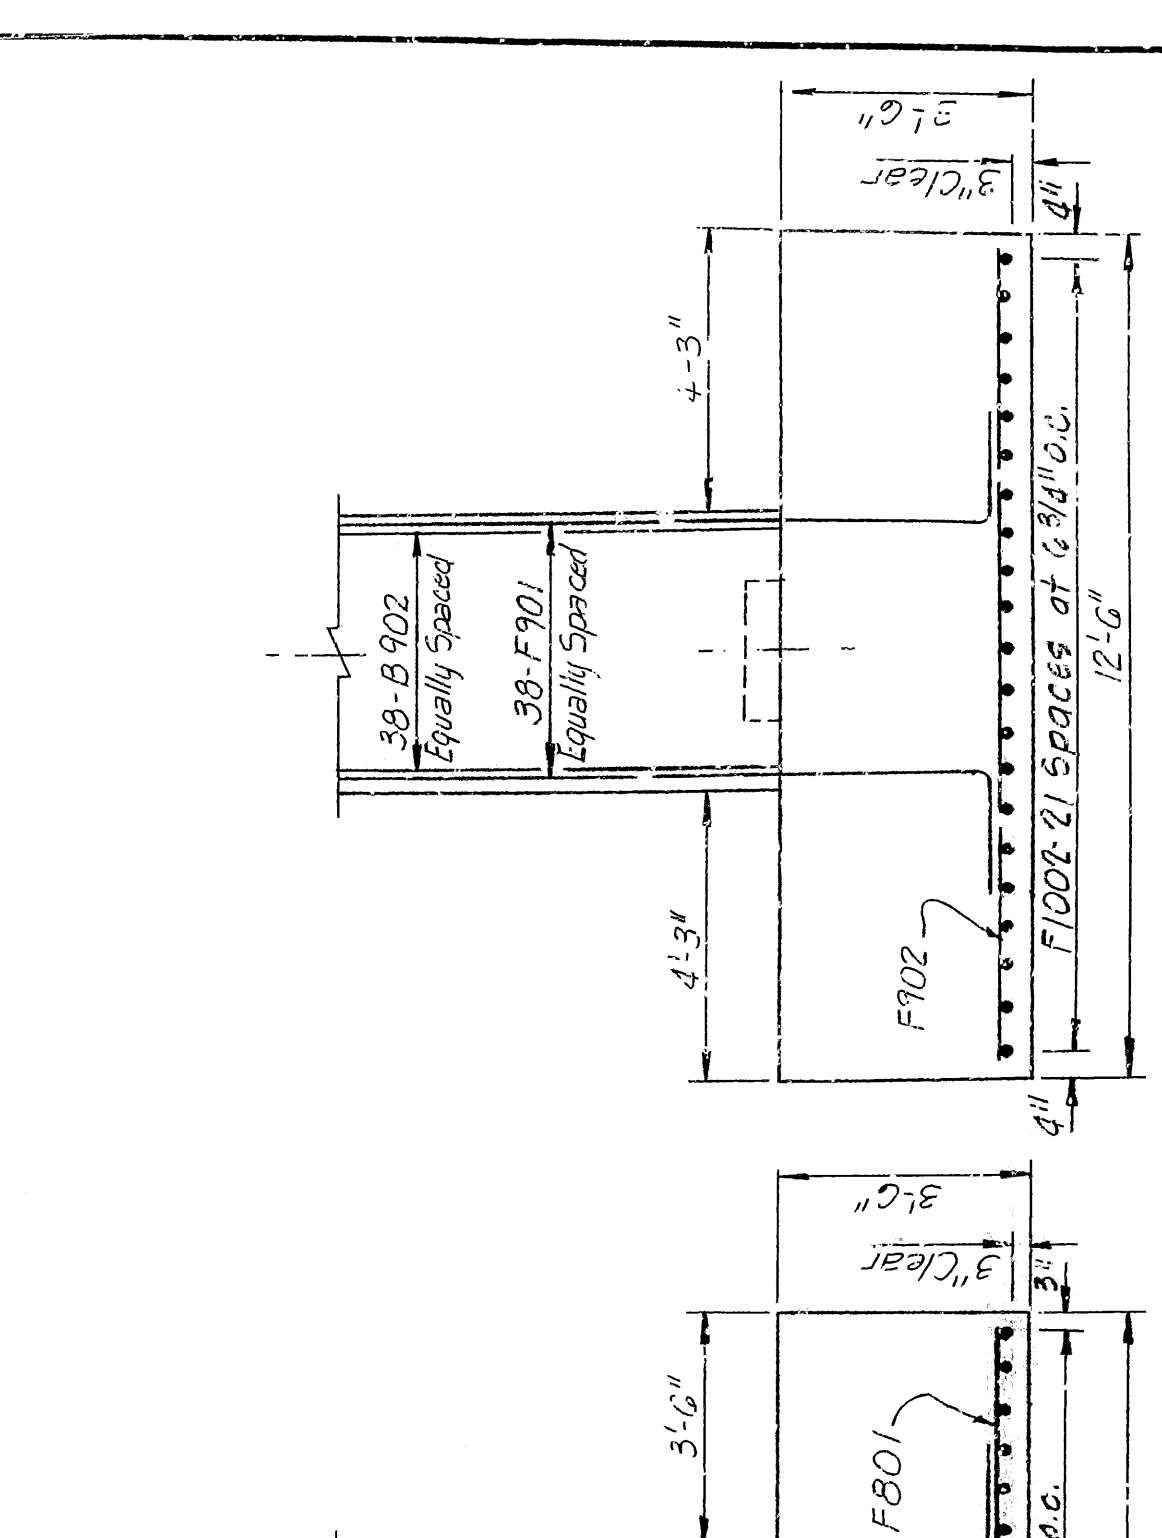 3'-6"
3"Clear
4"
4'-3"
38-B902
Equally Spaced
38-F901
Equally Spaced
F1002-21 Spaces at 6 3/4" o.c.
12'-6"
4'-3"
F902
4"
3'-6"
3"Clear
3"
3'-6"
F801
o.c.